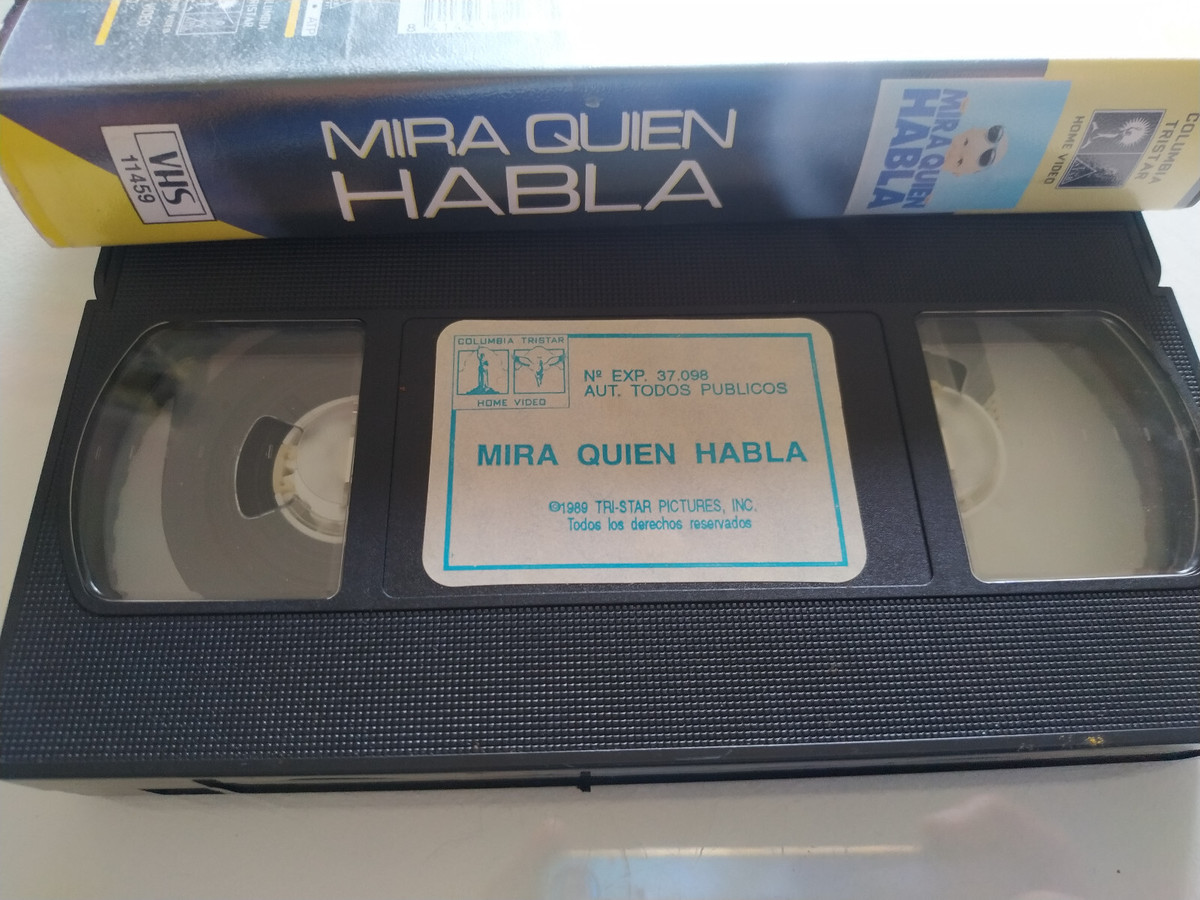 MIRA QUIEN
HABLA
VHS
11459
MIRA QUIEN
HABLA
COLUMBIA
TRISTAR
HOME VIDEO
COLUMBIA TRISTAR
HOME VIDEO
Nº EXP. 37.098
AUT. TODOS PUBLICOS
MIRA QUIEN HABLA
©1989 TRI-STAR PICTURES, INC.
Todos los derechos reservados